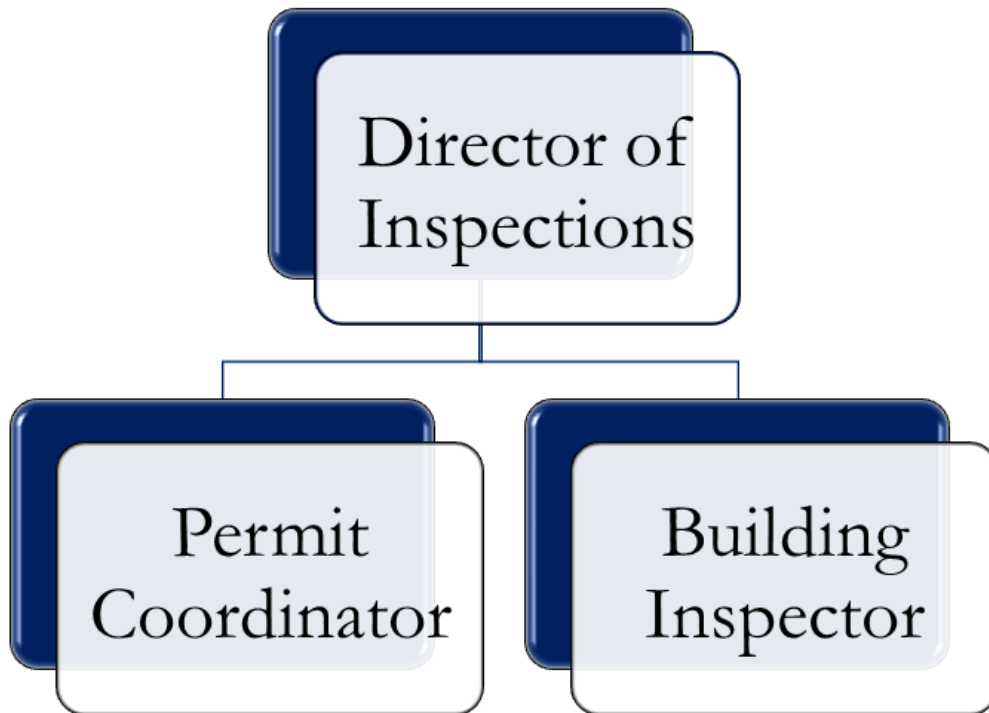 Director of
Inspections
Permit
Coordinator
Building
Inspector